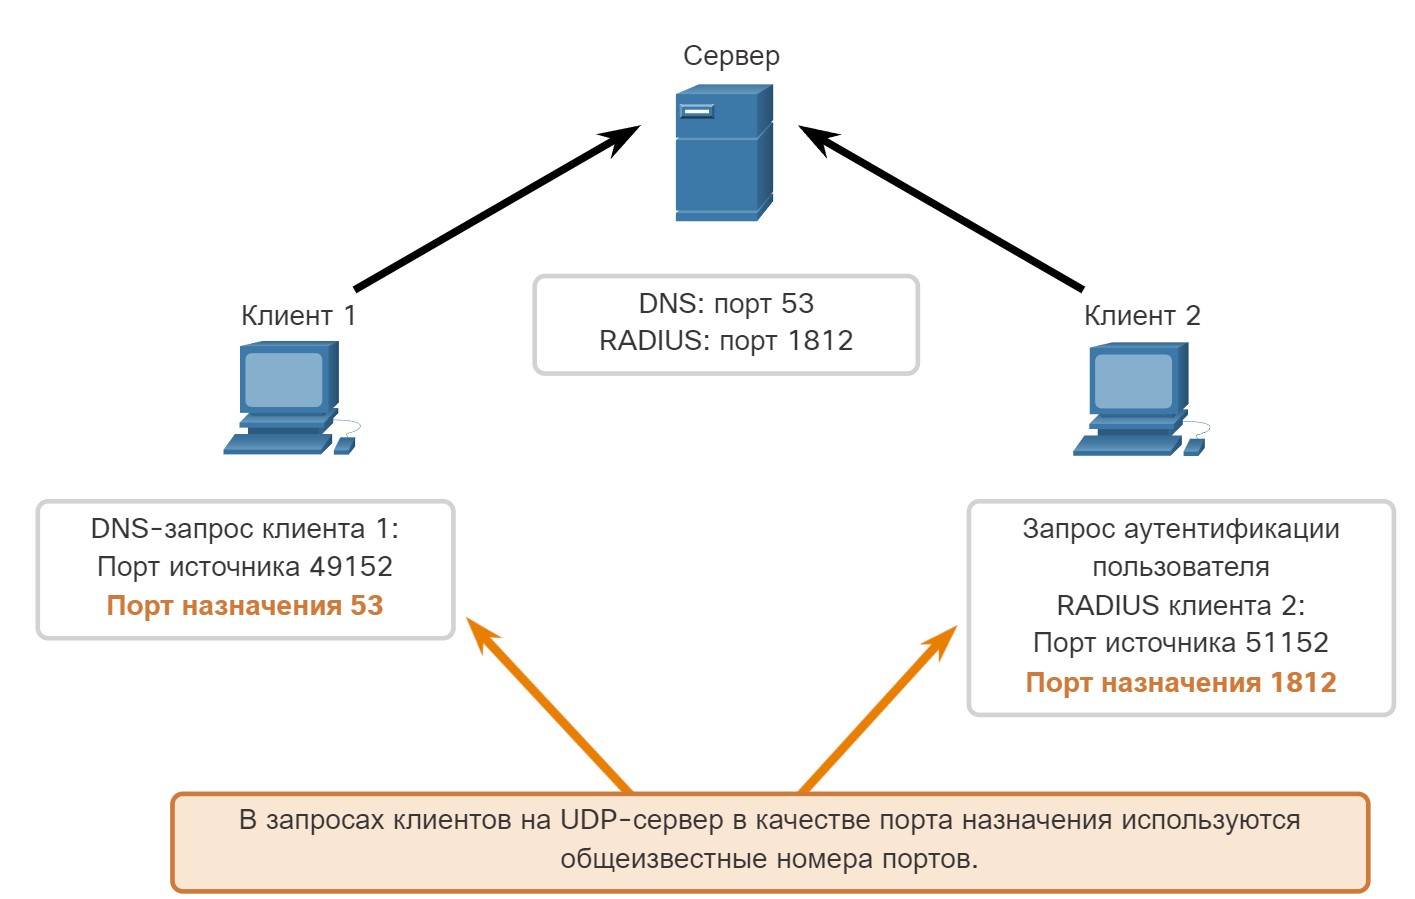 Сервер
Клиент 1
DNS: порт 53
RADIUS: порт 1812
Клиент 2
DNS-запрос клиента 1:
Порт источника 49152
Порт назначения 53
Запрос аутентификации
пользователя
RADIUS клиента 2:
Порт источника 51152
Порт назначения 1812
В запросах клиентов на UDP-сервер в качестве порта назначения используются
общеизвестные номера портов.